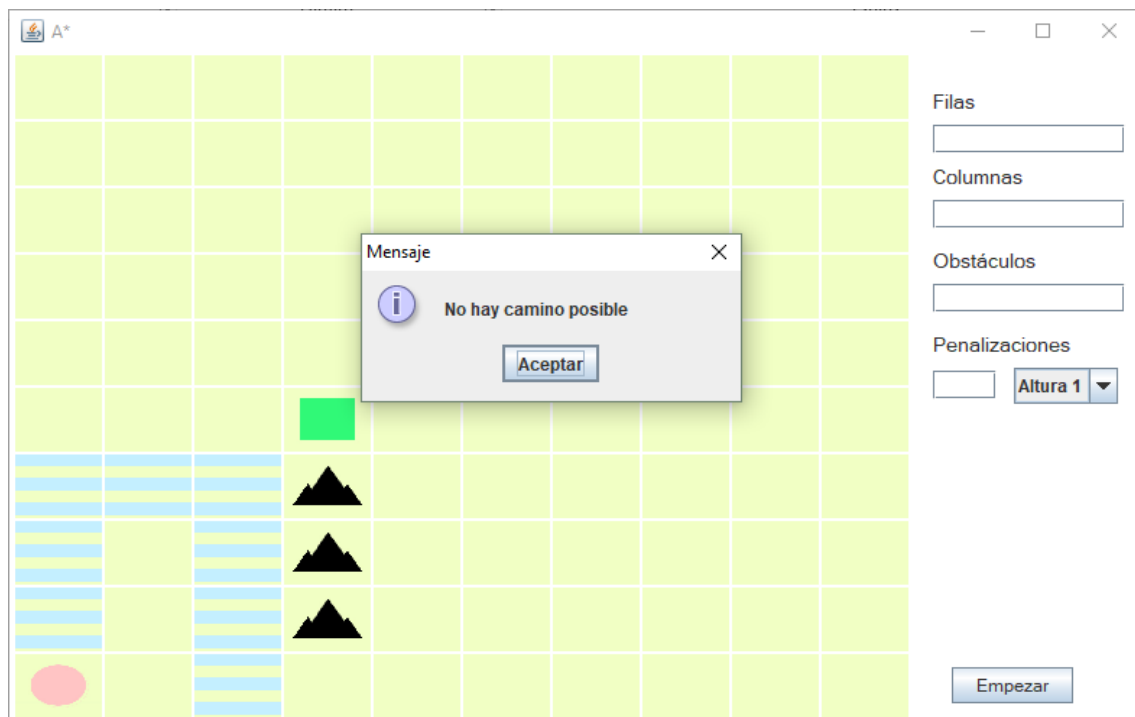 A*
Filas
Columnas
Mensaje
Obstáculos
No hay camino posible
Penalizaciones
Aceptar
Altura 1
Empezar